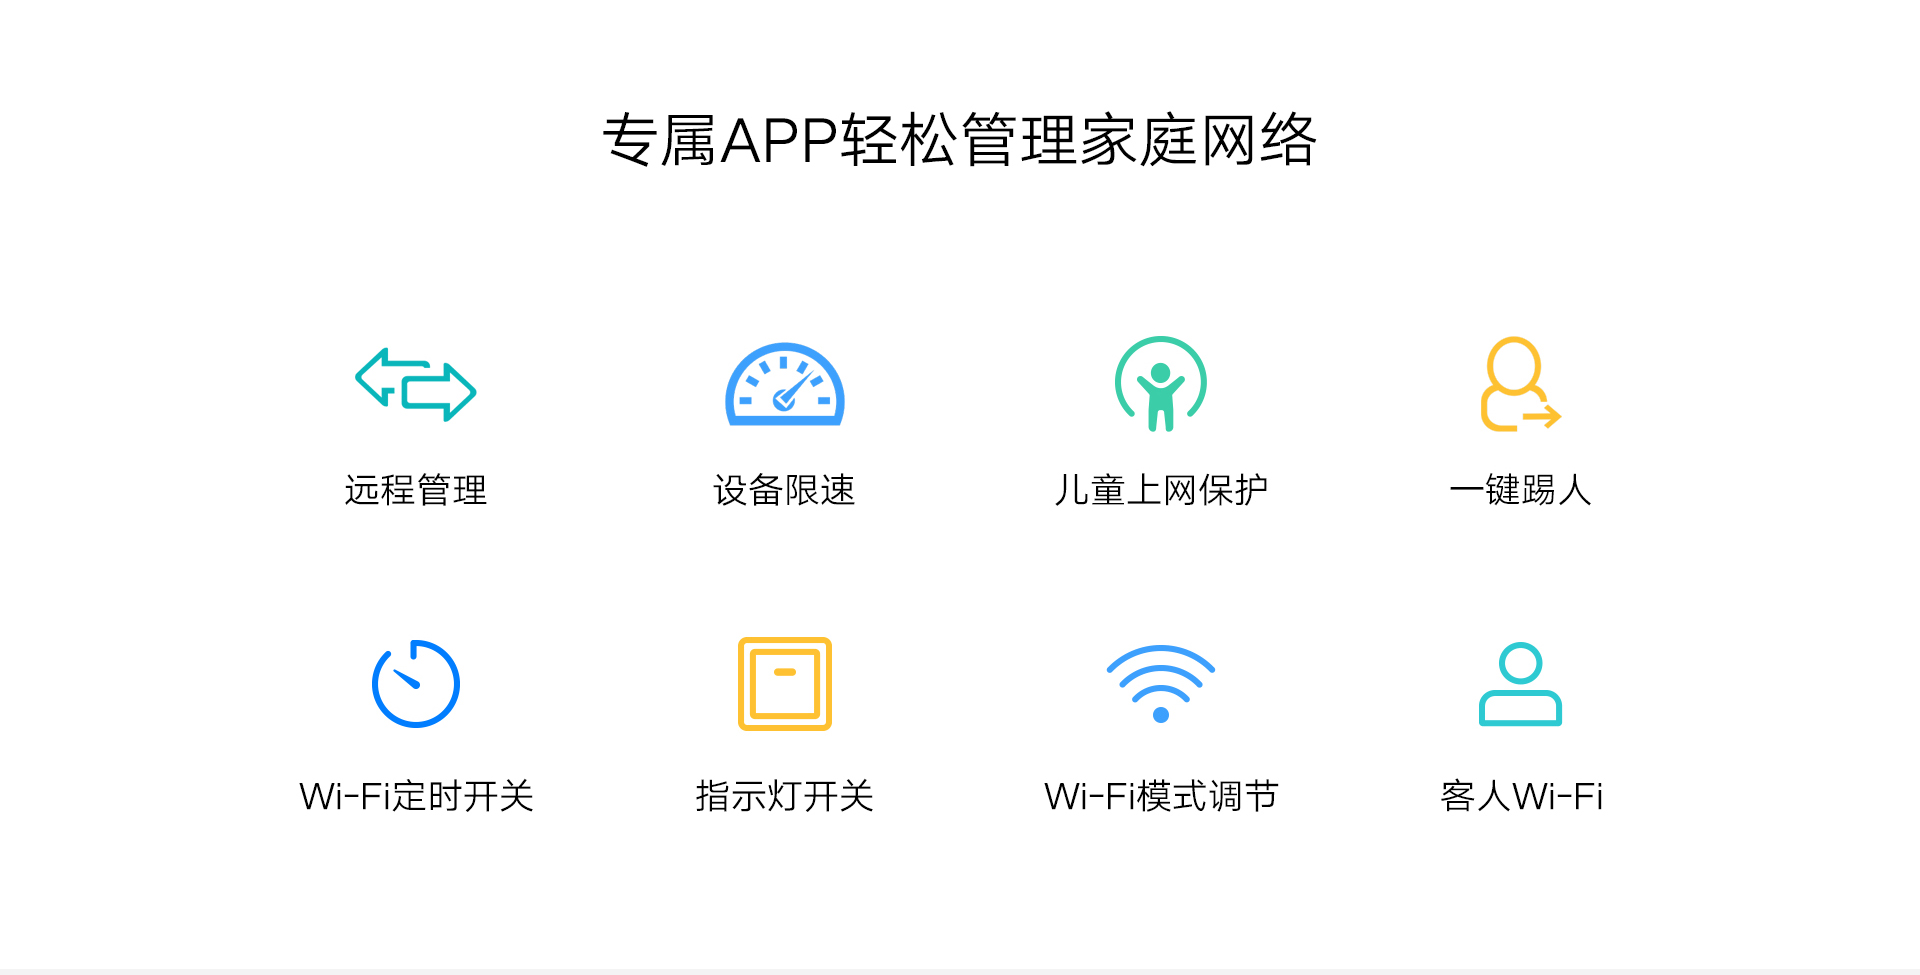 专属APP轻松管理家庭网络
远程管理
设备限速
儿童上网保护
一键踢人
Wi-Fi定时开关
指示灯开关
Wi-Fi模式调节
客人Wi-Fi